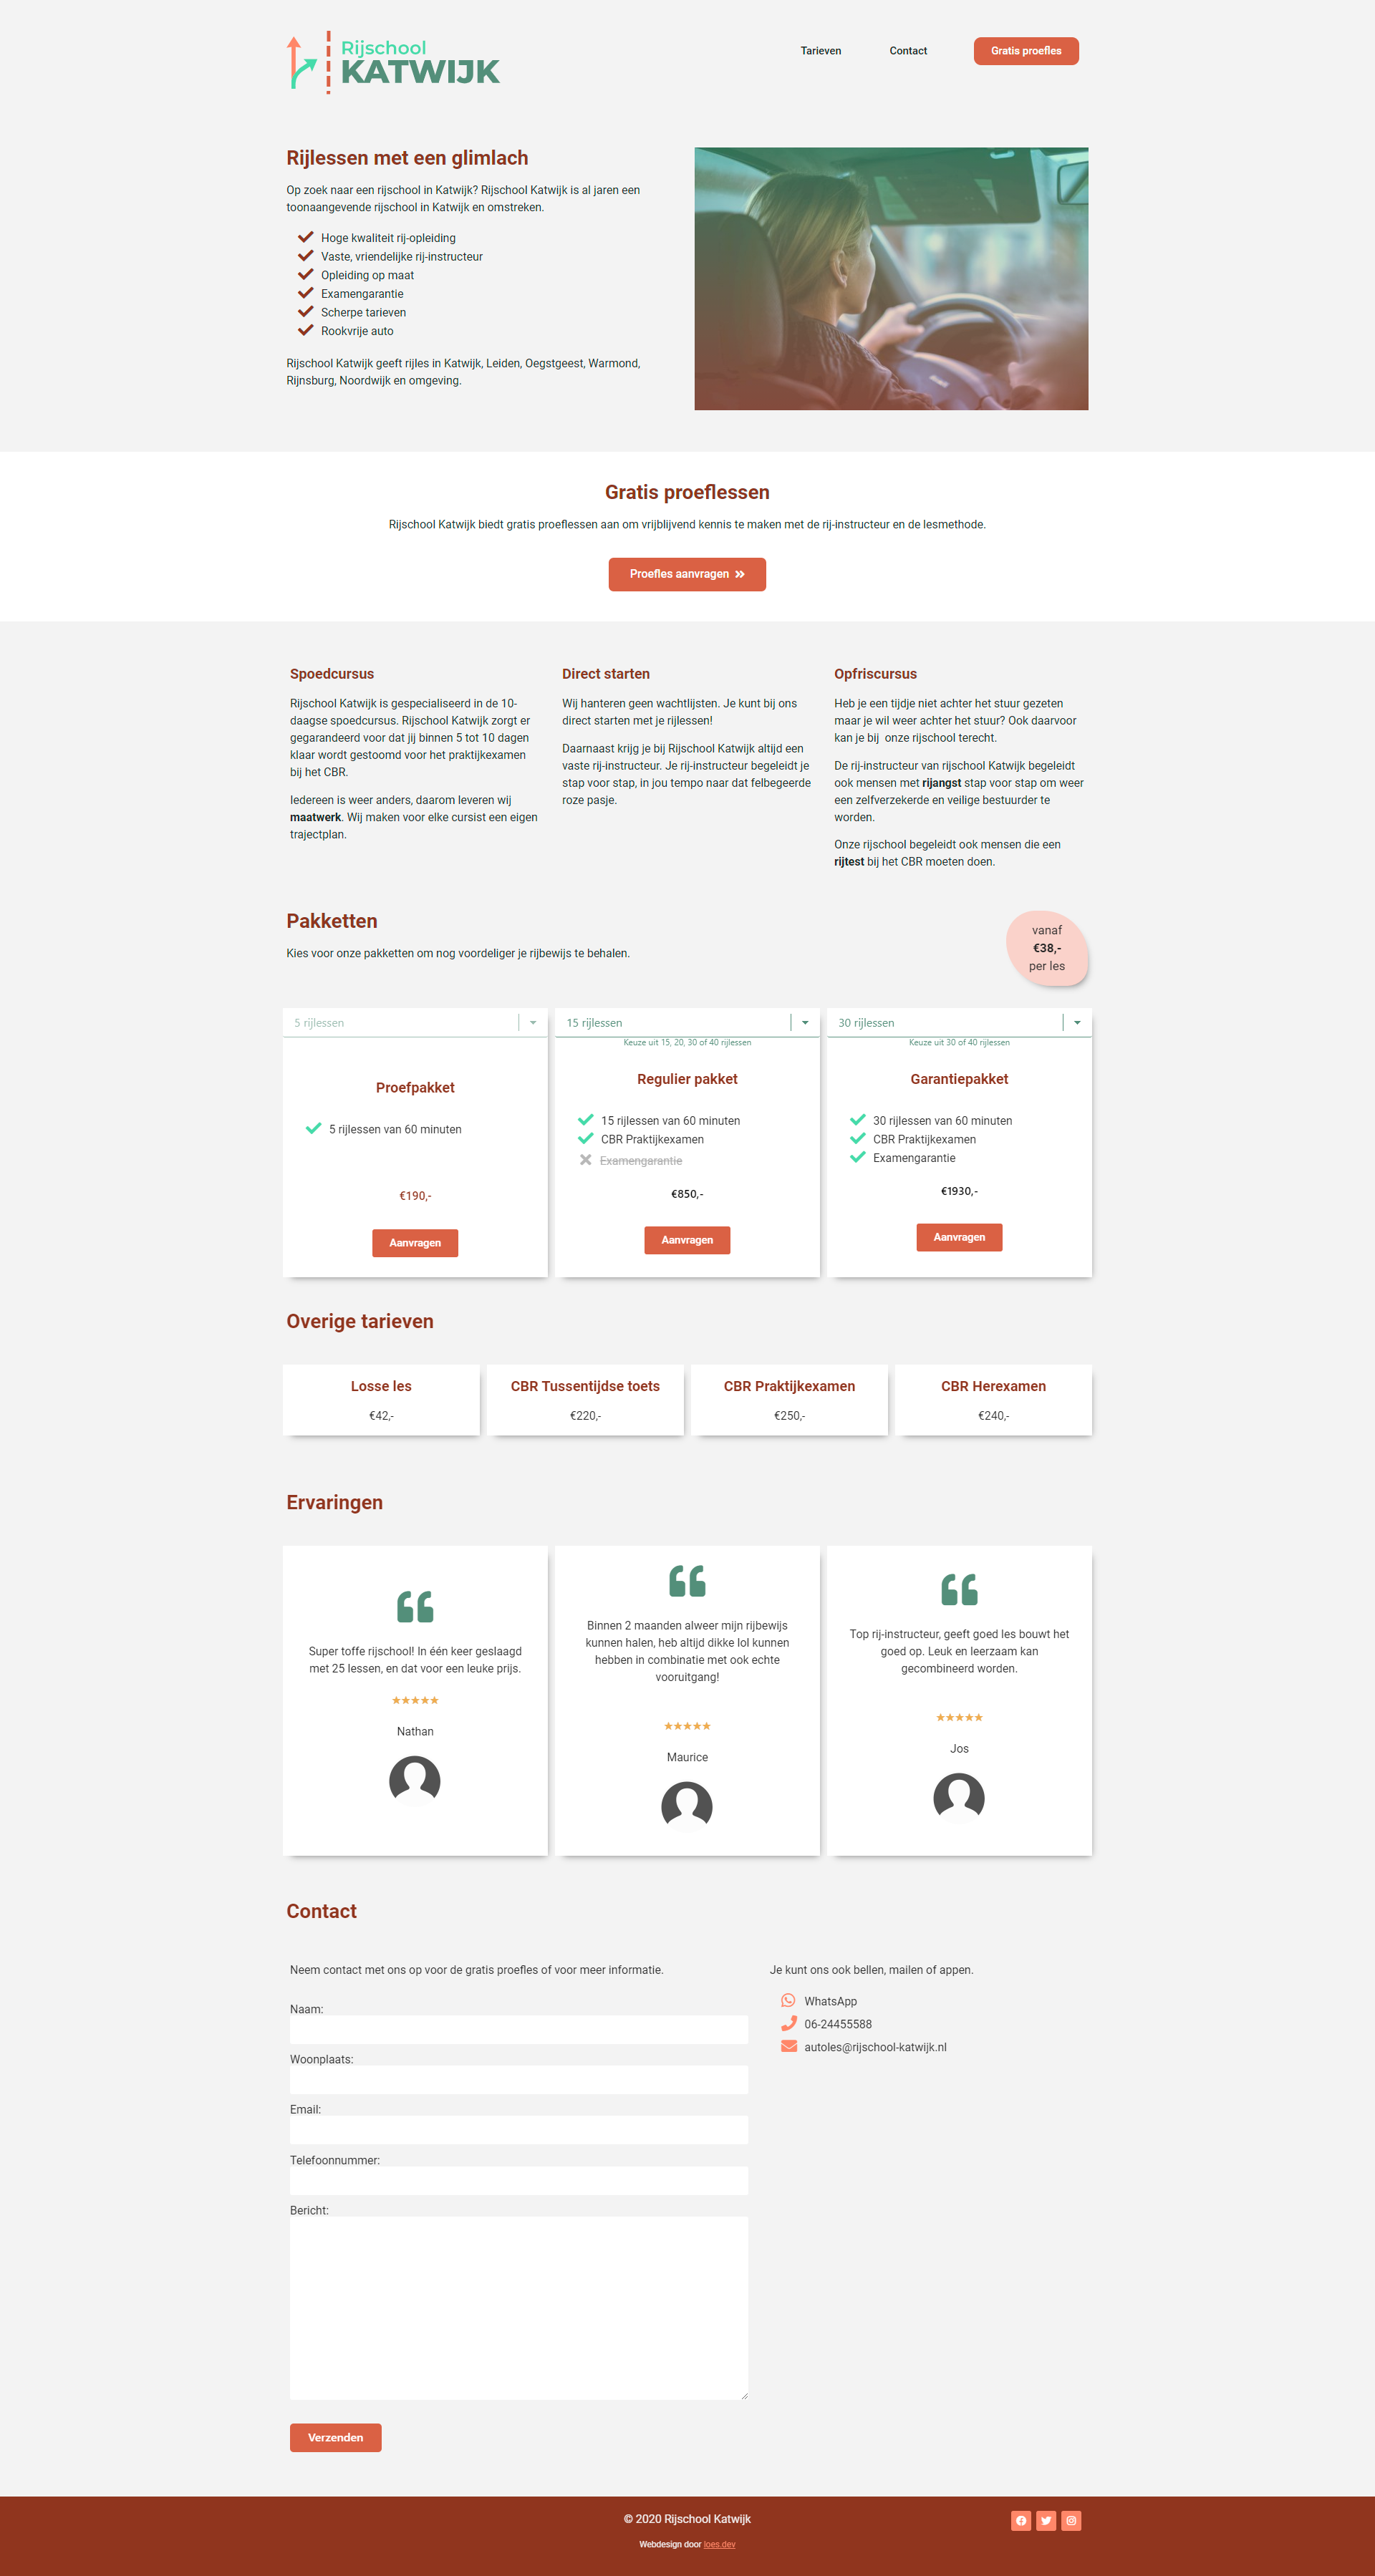 Rijschool
KATWIJK
Tarieven
Contact
Gratis proefles
Rijlessen met een glimlach
Op zoek naar een rijschool in Katwijk? Rijschool Katwijk is al jaren een
toonaangevende rijschool in Katwijk en omstreken.
Hoge kwaliteit rij-opleiding
Vaste, vriendelijke rij-instructeur
Opleiding op maat
Examengarantie
Scherpe tarieven
Rookvrije auto
Rijschool Katwijk geeft rijles in Katwijk, Leiden, Oegstgeest, Warmond,
Rijnsburg, Noordwijk en omgeving.
Gratis proeflessen
Rijschool Katwijk biedt gratis proeflessen aan om vrijblijvend kennis te maken met de rij-instructeur en de lesmethode.
Proefles aanvragen
Spoedcursus
Rijschool Katwijk is gespecialiseerd in de 10-
daagse spoedcursus. Rijschool Katwijk zorgt er
gegarandeerd voor dat jij binnen 5 tot 10 dagen
klaar wordt gestoomd voor het praktijkexamen
bij het CBR.
Iedereen is weer anders, daarom leveren wij
maatwerk. Wij maken voor elke cursist een eigen
trajectplan.
Direct starten
Wij hanteren geen wachtlijsten. Je kunt bij ons
direct starten met je rijlessen!
Daarnaast krijg je bij Rijschool Katwijk altijd een
vaste rij-instructeur. Je rij-instructeur begeleidt je
stap voor stap, in jou tempo naar dat felbegeerde
roze pasje.
Opfriscursus
Heb je een tijdje niet achter het stuur gezeten
maar je wil weer achter het stuur? Ook daarvoor
kan je bij  onze rijschool terecht.
De rij-instructeur van rijschool Katwijk begeleidt
ook mensen met rijangst stap voor stap om weer
een zelfverzekerde en veilige bestuurder te
worden.
Onze rijschool begeleidt ook mensen die een
rijtest bij het CBR moeten doen.
Pakketten
Kies voor onze pakketten om nog voordeliger je rijbewijs te behalen.
vanaf
€38,-
per les
5 rijlessen
Proefpakket
5 rijlessen van 60 minuten
€190,-
Aanvragen
15 rijlessen
Keuze uit 15, 20, 30 of 40 rijlessen
Regulier pakket
15 rijlessen van 60 minuten
CBR Praktijkexamen
Examengarantie
€850,-
Aanvragen
30 rijlessen
Keuze uit 30 of 40 rijlessen
Garantiepakket
30 rijlessen van 60 minuten
CBR Praktijkexamen
Examengarantie
€1930,-
Aanvragen
Overige tarieven
Losse les
€42,-
CBR Tussentijdse toets
€220,-
CBR Praktijkexamen
€250,-
CBR Herexamen
€240,-
Ervaringen
Super toffe rijschool! In één keer geslaagd
met 25 lessen, en dat voor een leuke prijs.
Nathan
Binnen 2 maanden alweer mijn rijbewijs
kunnen halen, heb altijd dikke lol kunnen
hebben in combinatie met ook echte
vooruitgang!
Maurice
Top rij-instructeur, geeft goed les bouwt het
goed op. Leuk en leerzaam kan
gecombineerd worden.
Jos
Contact
Neem contact met ons op voor de gratis proefles of voor meer informatie.
Naam:
Woonplaats:
Email:
Telefoonnummer:
Bericht:
Verzenden
Je kunt ons ook bellen, mailen of appen.
WhatsApp
06-24455588
autoles@rijschool-katwijk.nl
© 2020 Rijschool Katwijk
Webdesign door loes.dev